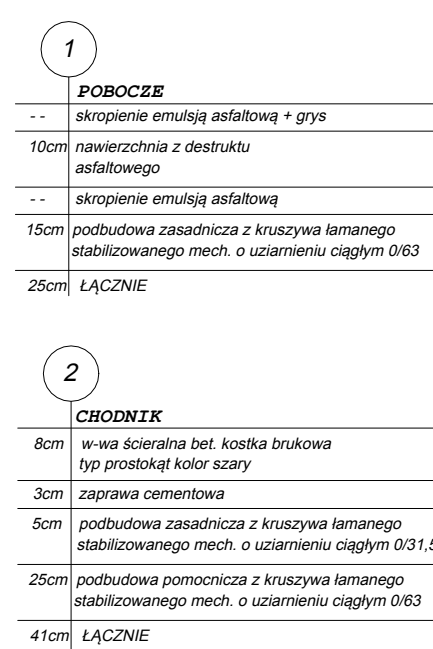 1
POBOCZE
- - skropienie emulsją asfaltową + grys
10cm nawierzchnia z destruktu
asfaltowego
- - skropienie emulsją asfaltową
15cm podbudowa zasadnicza z kruszywa łamanego
stabilizowanego mech. o uziarnieniu ciągłym 0/63
25cm ŁĄCZNIE
2
CHODNIK
8cm w-wa ścieralna bet. kostka brukowa
typ prostokąt kolor szary
3cm zaprawa cementowa
5cm podbudowa zasadnicza z kruszywa łamanego
stabilizowanego mech. o uziarnieniu ciągłym 0/31,5
25cm podbudowa pomocnicza z kruszywa łamanego
stabilizowanego mech. o uziarnieniu ciągłym 0/63
41cm ŁĄCZNIE